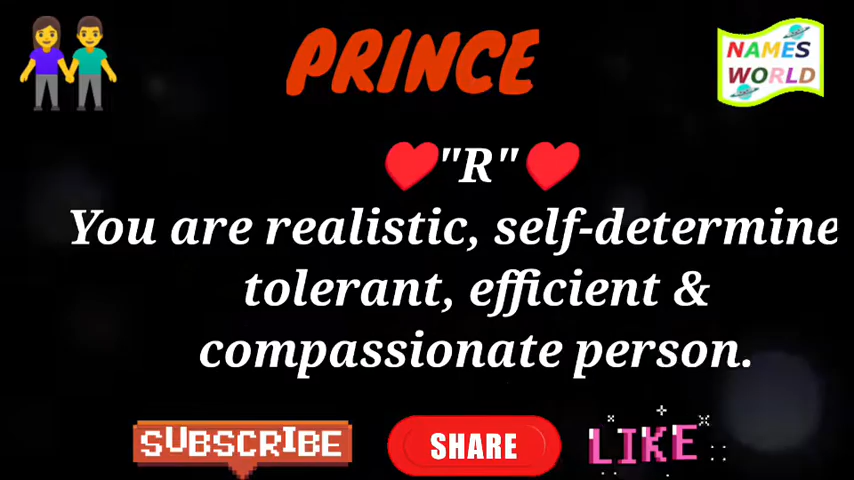 PRINCE
NAMES
WORLD
"R"
You are realistic, self-determine
tolerant, efficient &
compassionate person.
SUBSCRIBE
SHARE
LIKE